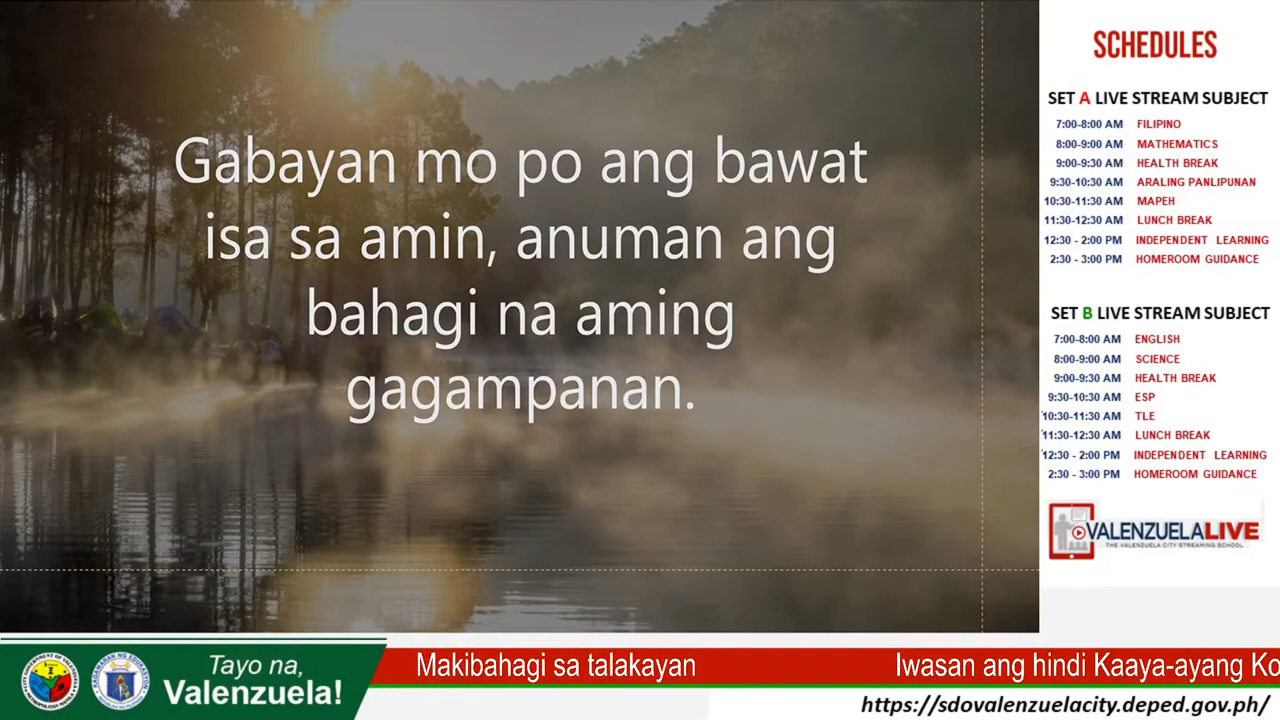 Gabayan mo po ang bawat
isa sa amin, anuman ang
bahagi na aming
gagampanan.
SCHEDULES
SET A LIVE STREAM SUBJECT
7:00-8:00 AM FILIPINO
8:00-9:00 AM MATHEMATICS
9:00-9:30 AM HEALTH BREAK
9:30-10:30 AM ARALING PANLIPUNAN
10:30-11:30 AM MAPEH
11:30-12:30 AM LUNCH BREAK
12:30 - 2:00 PM INDEPENDENT LEARNING
2:30 - 3:00 PM HOMEROOM GUIDANCE
SET B LIVE STREAM SUBJECT
7:00-8:00 AM ENGLISH
8:00-9:00 AM SCIENCE
9:00-9:30 AM HEALTH BREAK
9:30-10:30 AM ESP
10:30-11:30 AM TLE
11:30-12:30 AM LUNCH BREAK
12:30 - 2:00 PM INDEPENDENT LEARNING
2:30 - 3:00 PM HOMEROOM GUIDANCE
VALENZUELALIVE
THE VALENZUELA CITY STREAMING SCHOOL
Tayo na,
Valenzuela!
Makibahagi sa talakayan Iwasan ang hindi Kaaya-ayang Ko
https://sdovalenzuelacity.deped.gov.ph/